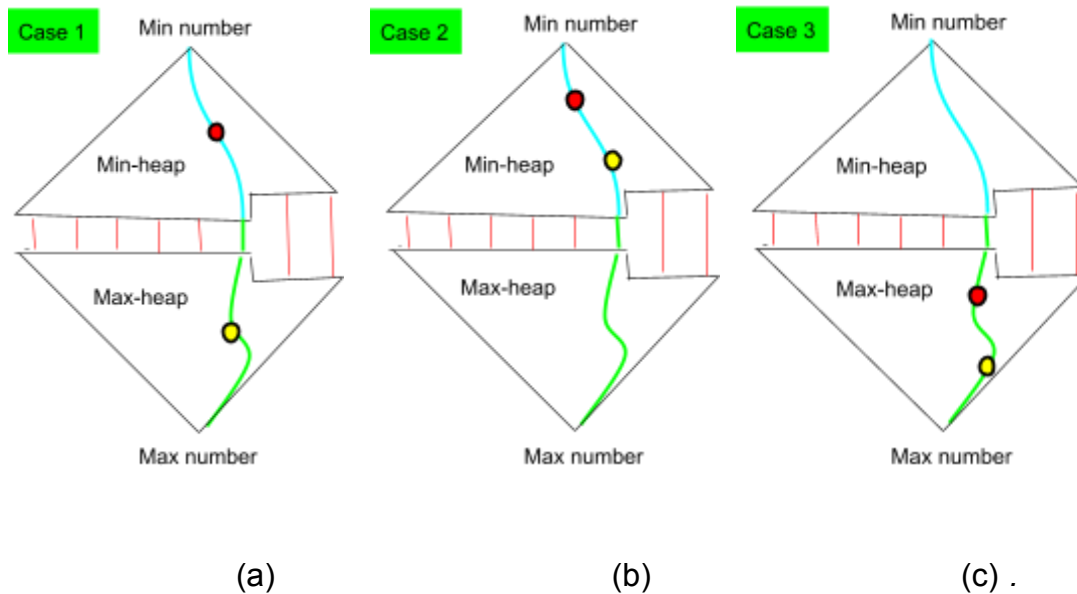 Case 1
Min number
Min-heap
Max-heap
Max number
Case 2
Min number
Min-heap
Max-heap
Max number
Case 3
Min number
Min-heap
Max-heap
Max number
(a)
(b)
(c) .